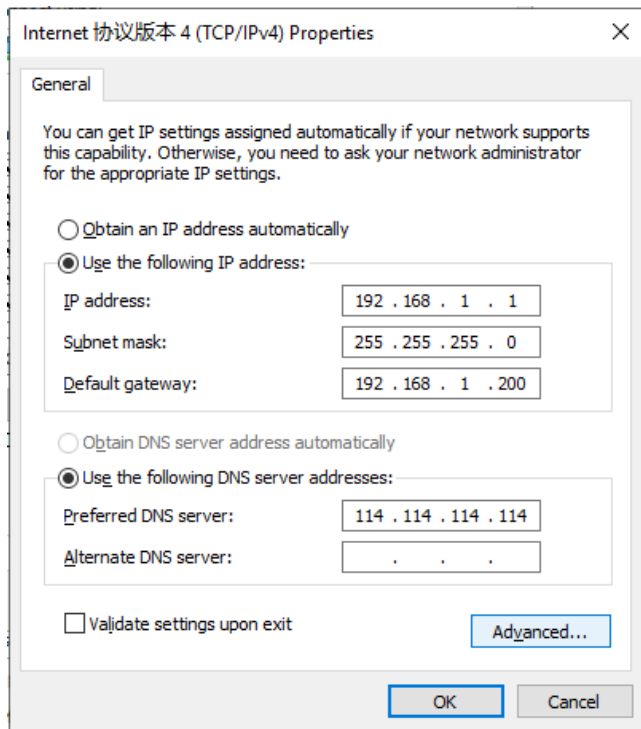 Internet 协议版本 4 (TCP/IPv4) Properties
General
You can get IP settings assigned automatically if your network supports
this capability. Otherwise, you need to ask your network administrator
for the appropriate IP settings.
Obtain an IP address automatically
Use the following IP address:
IP address: 192 . 168 . 1 . 1
Subnet mask: 255 . 255 . 255 . 0
Default gateway: 192 . 168 . 1 . 200
Obtain DNS server address automatically
Use the following DNS server addresses:
Preferred DNS server: 114 . 114 . 114 . 114
Alternate DNS server: . . .
Validate settings upon exit
Advanced...
OK Cancel